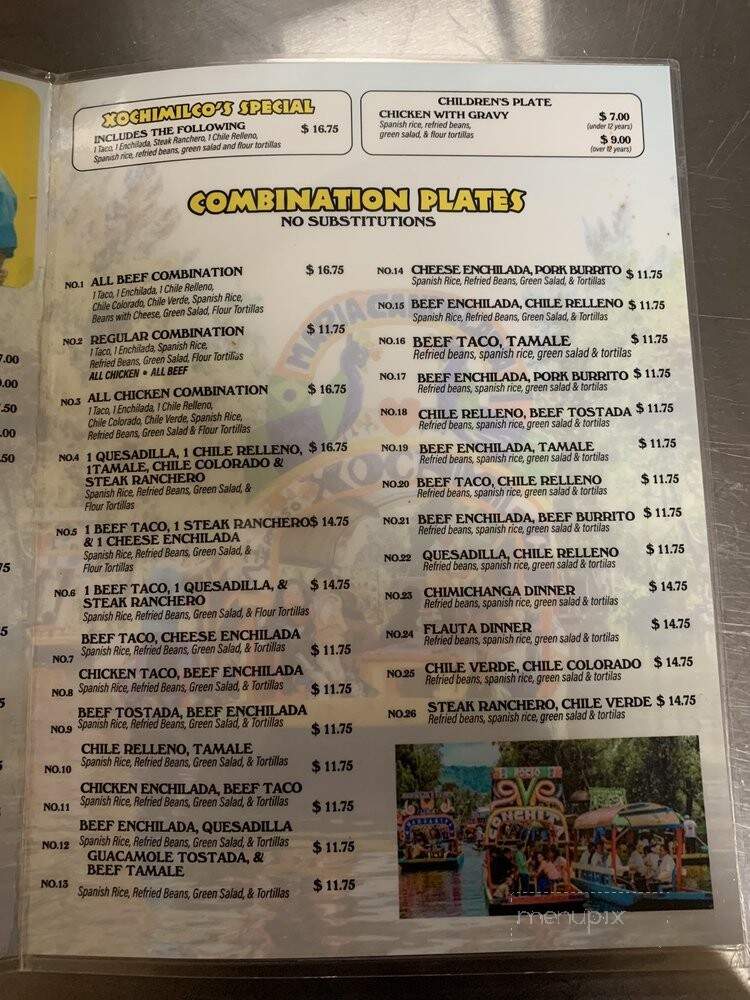 XOCHIMILCO'S SPECIAL
INCLUDES THE FOLLOWING $ 16.75
1 Taco, 1 Enchilada, Steak Ranchero, 1 Chile Relleno,
Spanish rice, refried beans, green salad and flour tortillas
CHILDREN'S PLATE
CHICKEN WITH GRAVY $ 7.00
Spanish rice, refried beans, (under 12 years)
green salad, & flour tortillas $ 9.00
(over 12 years)
COMBINATION PLATES
NO SUBSTITUTIONS
NO.1 ALL BEEF COMBINATION $ 16.75
1 Taco, 1 Enchilada, 1 Chile Relleno,
Chile Colorado, Chile Verde, Spanish Rice,
Beans with Cheese, Green Salad, Flour Tortillas
NO.2 REGULAR COMBINATION $ 11.75
1 Taco, 1 Enchilada, Spanish Rice,
Refried Beans, Green Salad, Flour Tortillas
ALL CHICKEN • ALL BEEF
NO.3 ALL CHICKEN COMBINATION $ 16.75
1 Taco, 1 Enchilada, 1 Chile Relleno,
Chile Colorado, Chile Verde, Spanish Rice,
Refried Beans, Green Salad & Flour Tortillas
NO.4 1 QUESADILLA, 1 CHILE RELLENO, $ 16.75
1TAMALE, CHILE COLORADO &
STEAK RANCHERO
Spanish Rice, Refried Beans, Green Salad, &
Flour Tortillas
NO.5 1 BEEF TACO, 1 STEAK RANCHERO $ 14.75
& 1 CHEESE ENCHILADA
Spanish Rice, Refried Beans, Green Salad, &
Flour Tortillas
NO.6 1 BEEF TACO, 1 QUESADILLA, & $ 14.75
STEAK RANCHERO
Spanish Rice, Refried Beans, Green Salad, & Flour Tortillas
BEEF TACO, CHEESE ENCHILADA
NO.7 Spanish Rice, Refried Beans, Green Salad, & Tortillas $ 11.75
CHICKEN TACO, BEEF ENCHILADA
NO.8 Spanish Rice, Refried Beans, Green Salad, & Tortillas $ 11.75
BEEF TOSTADA, BEEF ENCHILADA
NO.9 Spanish Rice, Refried Beans, Green Salad, & Tortillas $ 11.75
CHILE RELLENO, TAMALE
NO.10 Spanish Rice, Refried Beans, Green Salad, & Tortillas $ 11.75
CHICKEN ENCHILADA, BEEF TACO
NO.11 Spanish Rice, Refried Beans, Green Salad, & Tortillas $ 11.75
BEEF ENCHILADA, QUESADILLA
NO.12 Spanish Rice, Refried Beans, Green Salad, & Tortillas $ 11.75
GUACAMOLE TOSTADA, &
BEEF TAMALE
NO.13 Spanish Rice, Refried Beans, Green Salad, & Tortillas $ 11.75
NO.14 CHEESE ENCHILADA, PORK BURRITO $ 11.75
Spanish Rice, Refried Beans, Green Salad, & Tortillas
NO.15 BEEF ENCHILADA, CHILE RELLENO $ 11.75
Spanish Rice, Refried Beans, Green Salad, & Tortillas
NO.16 BEEF TACO, TAMALE $ 11.75
Refried beans, spanish rice, green salad & tortilas
NO.17 BEEF ENCHILADA, PORK BURRITO $ 11.75
Refried beans, spanish rice, green salad & tortilas
NO.18 CHILE RELLENO, BEEF TOSTADA $ 11.75
Refried beans, spanish rice, green salad & tortilas
NO.19 BEEF ENCHILADA, TAMALE $ 11.75
Refried beans, spanish rice, green salad & tortilas
NO.20 BEEF TACO, CHILE RELLENO $ 11.75
Refried beans, spanish rice, green salad & tortilas
NO.21 BEEF ENCHILADA, BEEF BURRITO $ 11.75
Refried beans, spanish rice, green salad & tortilas
NO.22 QUESADILLA, CHILE RELLENO $ 11.75
Refried beans, spanish rice, green salad & tortilas
NO.23 CHIMICHANGA DINNER $ 14.75
Refried beans, spanish rice, green salad & tortilas
NO.24 FLAUTA DINNER $ 14.75
Refried beans, spanish rice, green salad & tortilas
NO.25 CHILE VERDE, CHILE COLORADO $ 14.75
Refried beans, spanish rice, green salad & tortilas
NO.26 STEAK RANCHERO, CHILE VERDE $ 14.75
Refried beans, spanish rice, green salad & tortilas
menupix